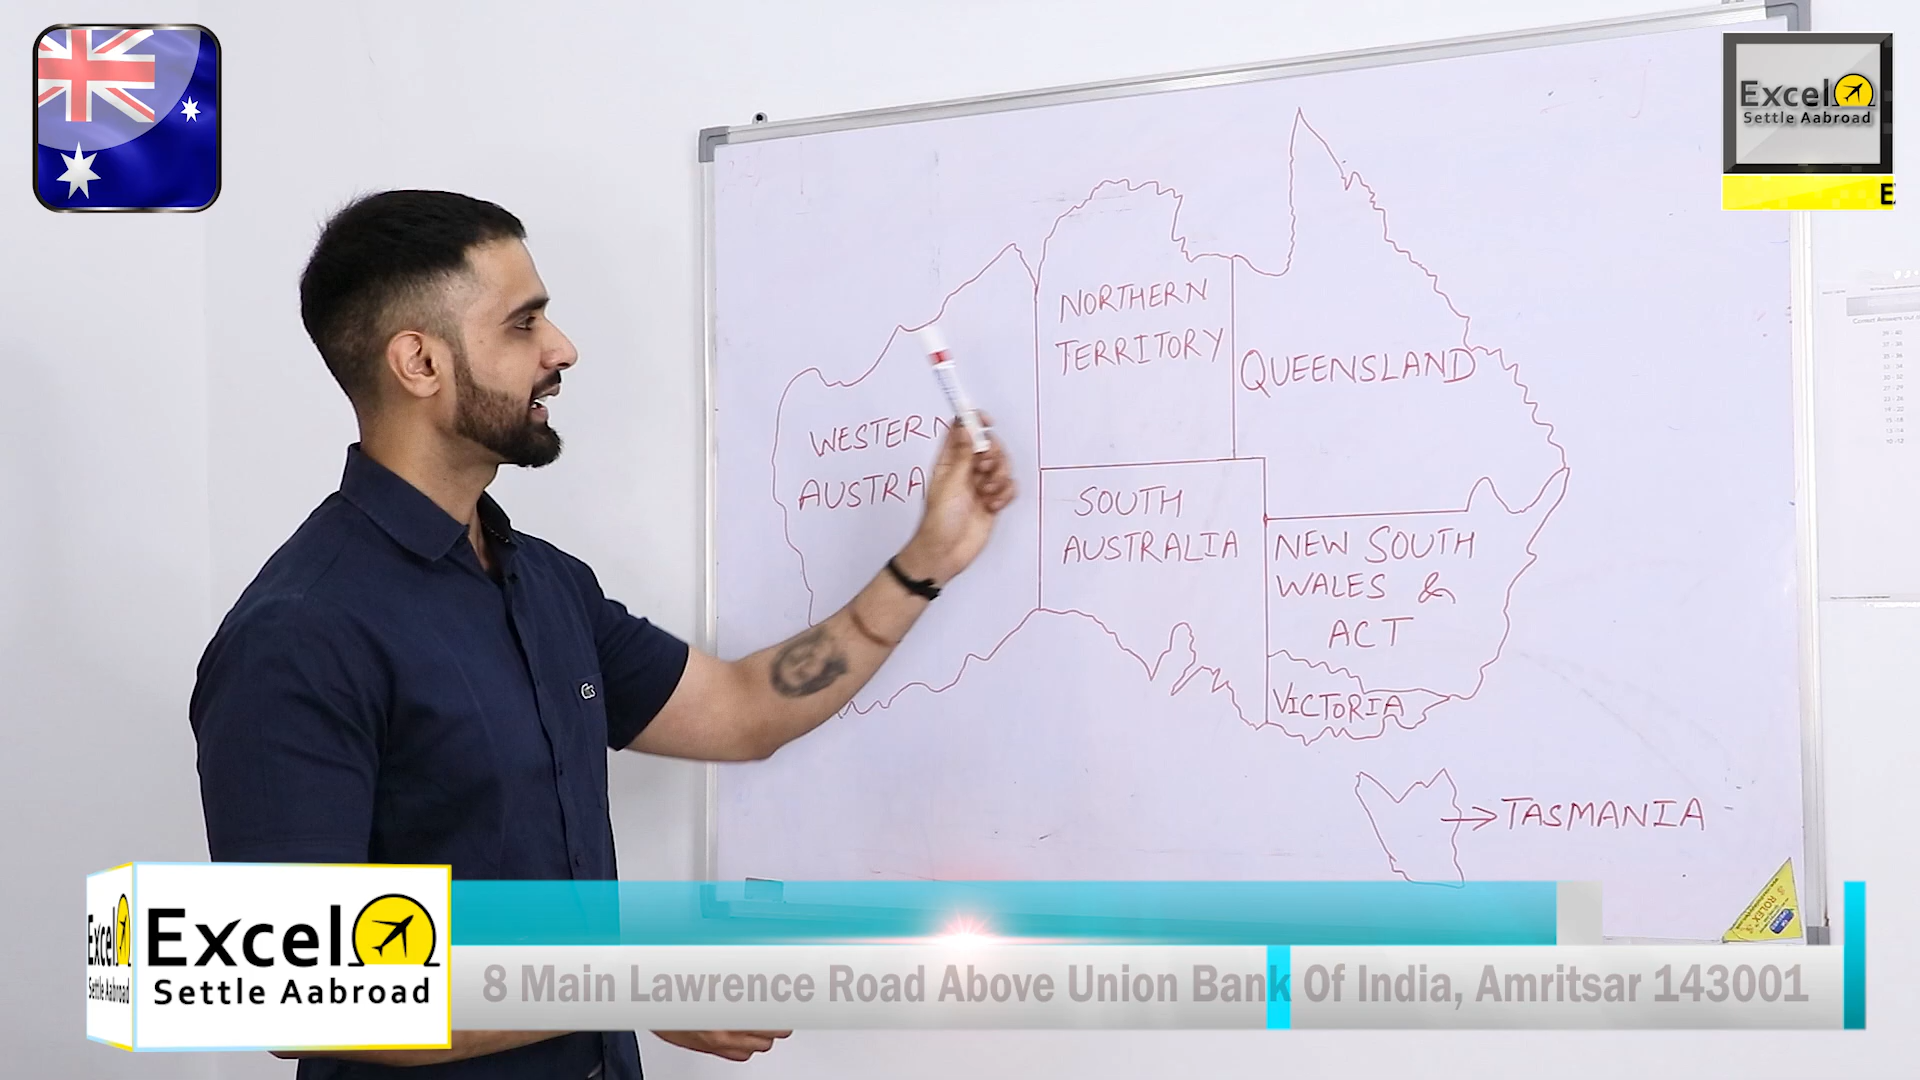 Excel
Settle Aabroad
E
NORTHERN
TERRITORY
QUEENSLAND
WESTERN
AUSTRA
SOUTH
AUSTRALIA
NEW SOUTH
WALES &
ACT
VICTORIA
TASMANIA
ROLEX
Excel
Settle Aabroad
Excel
Settle Aabroad
8 Main Lawrence Road Above Union Bank Of India, Amritsar 143001